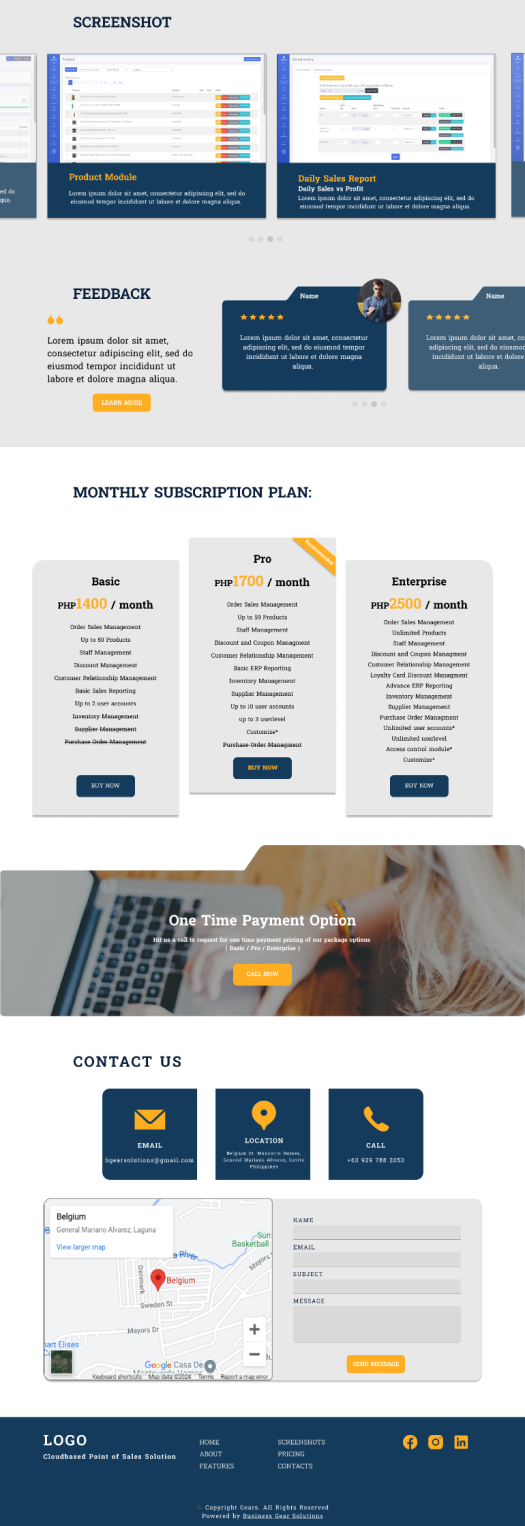 SCREENSHOT
Products
Product Module
Lorem ipsum dolor sit amet, consectetur adipiscing elit, sed do
eiusmod tempor incididunt ut labore et dolore magna aliqua.
Daily Sales Report
Daily Sales vs Profit
Lorem ipsum dolor sit amet, consectetur adipiscing elit, sed do
eiusmod tempor incididunt ut labore et dolore magna aliqua.
sed do
qua.
FEEDBACK
Lorem ipsum dolor sit amet,
consectetur adipiscing elit, sed do
eiusmod tempor incididunt ut
labore et dolore magna aliqua.
LEARN MORE
Name
Lorem ipsum dolor sit amet, consectetur
adipiscing elit, sed do eiusmod tempor
incididunt ut labore et dolore magna
aliqua.
Name
Lorem ipsum dolor sit amet, con
adipiscing elit, sed do eiusm
incididunt ut labore et do
aliqua.
MONTHLY SUBSCRIPTION PLAN:
Basic
PHP1400 / month
Order Sales Management
Up to 50 Products
Staff Management
Discount Management
Customer Relationship Management
Basic Sales Reporting
Up to 2 user accounts
Inventory Management
Supplier Management
Purchase Order Management
BUY NOW
Recommended
Pro
PHP1700 / month
Order Sales Management
Up to 50 Products
Staff Management
Discount and Coupon Managment
Customer Relationship Management
Basic ERP Reporting
Inventory Management
Supplier Management
Up to 10 user accounts
up to 3 userlevel
Customize*
Purchase Order Managment
BUY NOW
Enterprise
PHP2500 / month
Order Sales Management
Unlimited Products
Staff Management
Discount and Coupon Managment
Customer Relationship Management
Loyalty Card Discount Managment
Advance ERP Reporting
Inventory Management
Supplier Management
Purchase Order Managment
Unlimited user accounts*
Unlimited userlevel
Access control module*
Customize*
BUY NOW
One Time Payment Option
Hit us a call to request for one time payment pricing of our package options
( Basic / Pro / Enterprise )
CALL NOW
CONTACT US
EMAIL
bgearsolutions@gmail.com
LOCATION
Belgium St. Mandarin Homes,
General Mariano Alvarez, Cavite
Philippines
CALL
+63 929 788 2053
Belgium
General Mariano Alvarez, Laguna
View larger map
a River
Sun
Basketball
Mayors
Denmark
Belgium
Sweden St
Mayors Dr
art Elises
Google
Casa De
Keyboard shortcuts
Map data ©2024
Terms
Report a map error
NAME
EMAIL
SUBJECT
MESSAGE
SEND MESSAGE
LOGO
Cloudbased Point of Sales Solution
HOME
ABOUT
FEATURES
SCREENSHOTS
PRICING
CONTACTS
Copyright Gears. All Rights Reserved
Powered by Business Gear Solutions